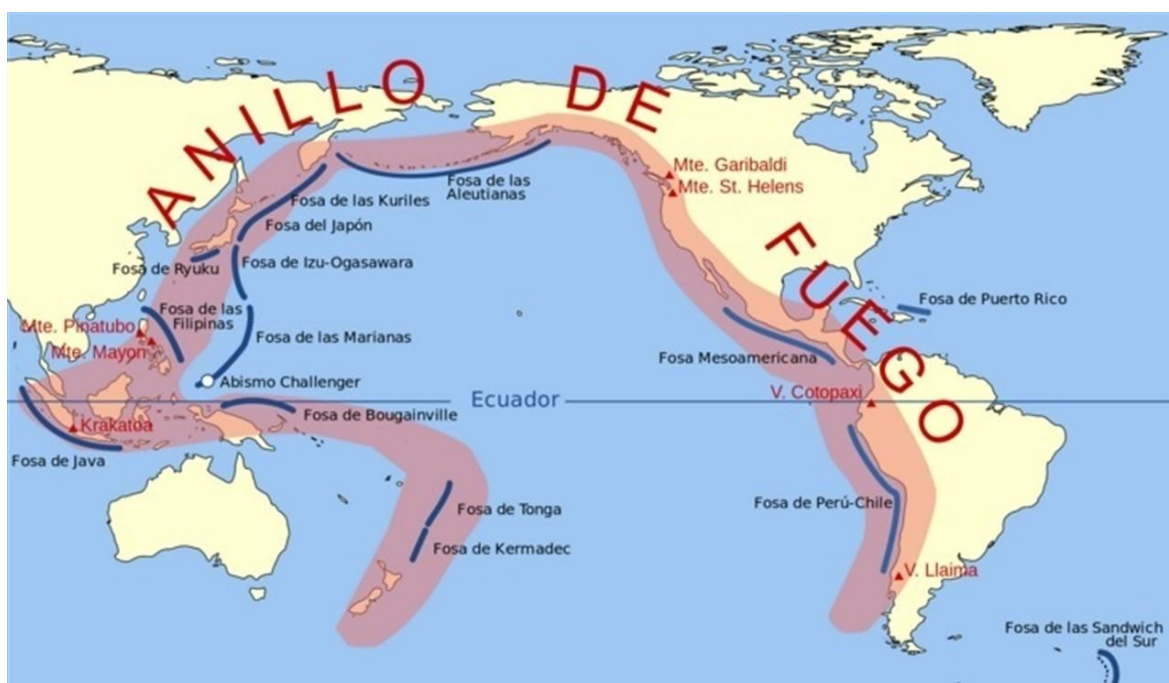 ANILLO DE FUEGO
Mte. Garibaldi
Mte. St. Helens
Fosa de las
Aleutianas
Fosa de las Kuriles
Fosa del Japón
Fosa de Izu-Ogasawara
Fosa de Ryuku
Fosa de las
Filipinas
Mte. Pinatubo
Mte. Mayon
Fosa de las Marianas
Abismo Challenger
Fosa de Puerto Rico
Fosa Mesoamericana
V. Cotopaxi
Ecuador
Fosa de Bougainville
Krakatoa
Fosa de Java
Fosa de Tonga
Fosa de Kermadec
Fosa de Perú-Chile
V. Llaima
Fosa de las Sandwich
del Sur